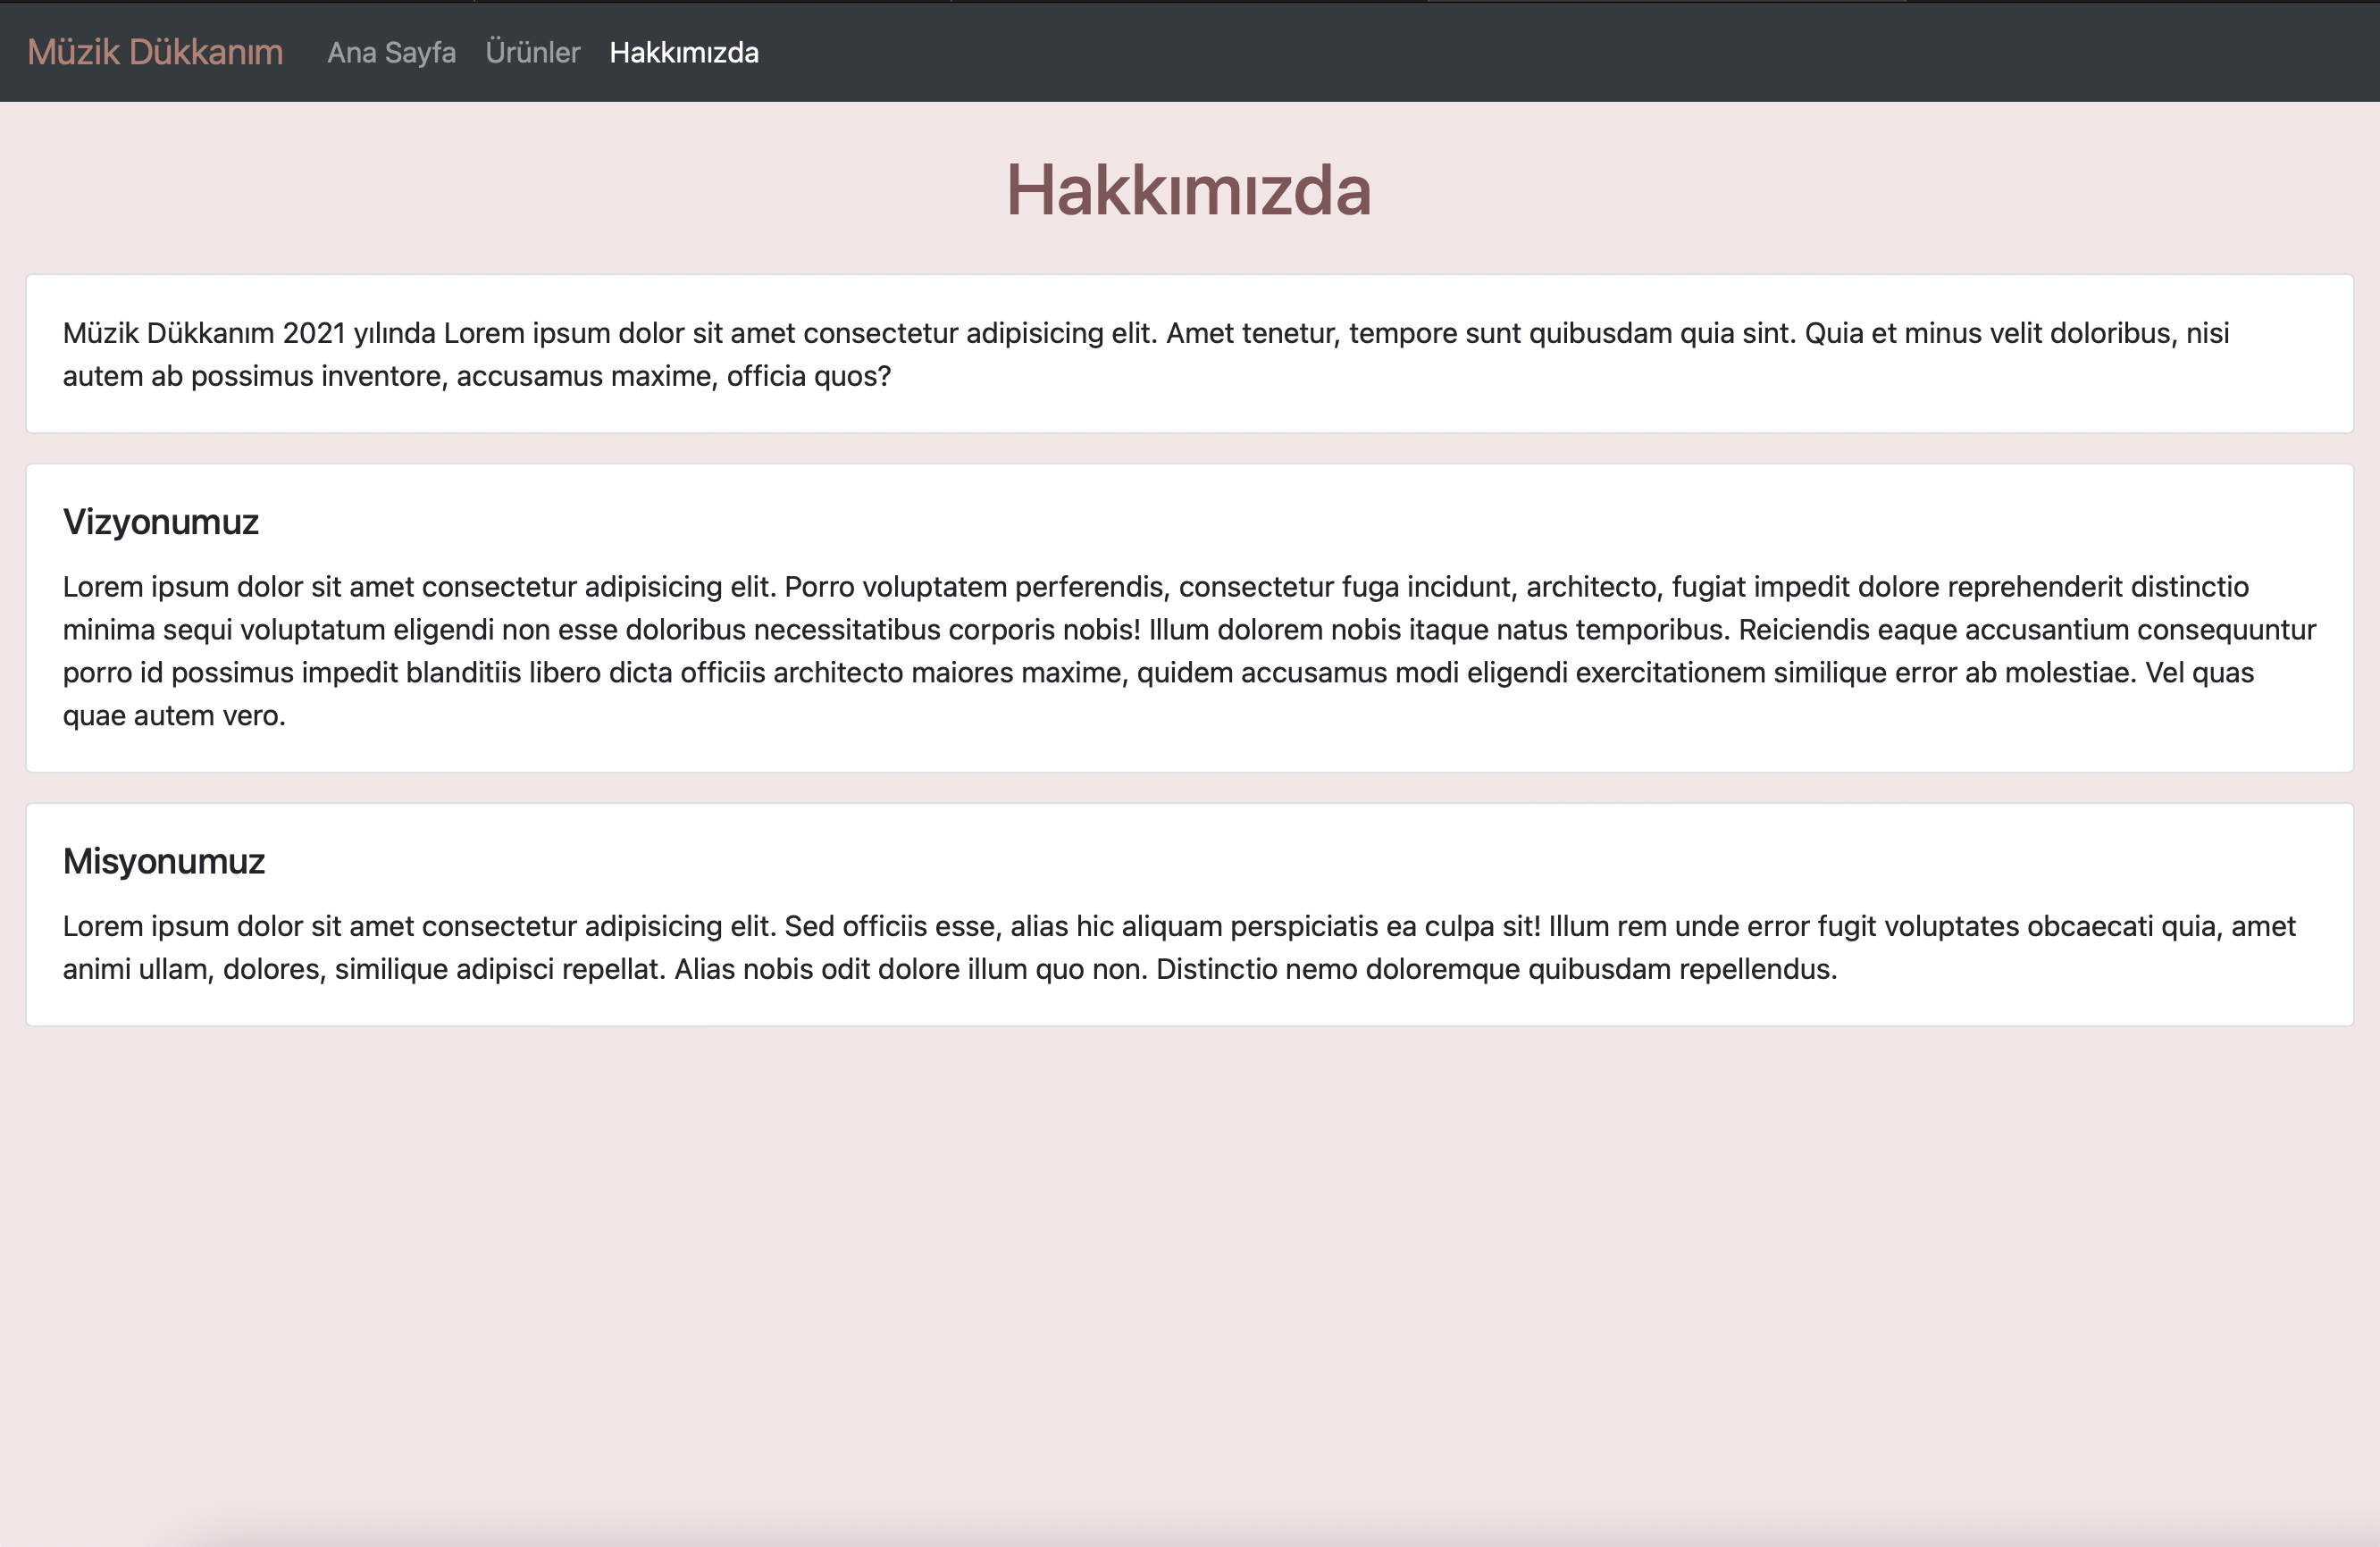 Müzik Dükkanım Ana Sayfa Ürünler Hakkımızda
Hakkımızda
Müzik Dükkanım 2021 yılında Lorem ipsum dolor sit amet consectetur adipisicing elit. Amet tenetur, tempore sunt quibusdam quia sint. Quia et minus velit doloribus, nisi
autem ab possimus inventore, accusamus maxime, officia quos?
Vizyonumuz
Lorem ipsum dolor sit amet consectetur adipisicing elit. Porro voluptatem perferendis, consectetur fuga incidunt, architecto, fugiat impedit dolore reprehenderit distinctio
minima sequi voluptatum eligendi non esse doloribus necessitatibus corporis nobis! Illum dolorem nobis itaque natus temporibus. Reiciendis eaque accusantium consequuntur
porro id possimus impedit blanditiis libero dicta officiis architecto maiores maxime, quidem accusamus modi eligendi exercitationem similique error ab molestiae. Vel quas
quae autem vero.
Misyonumuz
Lorem ipsum dolor sit amet consectetur adipisicing elit. Sed officiis esse, alias hic aliquam perspiciatis ea culpa sit! Illum rem unde error fugit voluptates obcaecati quia, amet
animi ullam, dolores, similique adipisci repellat. Alias nobis odit dolore illum quo non. Distinctio nemo doloremque quibusdam repellendus.